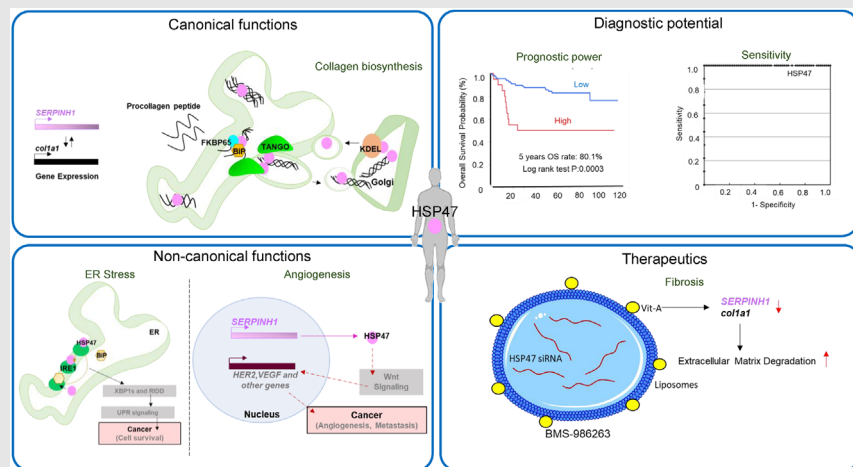 Canonical functions
Collagen biosynthesis
SERPINH1
col1a1
Gene Expression
Procollagen peptide
FKBP65
BiP
TANGO
KDEL
Golgi
Diagnostic potential
Prognostic power
Overall Survival Probability (%)
1.0
0.8
0.6
0.4
0.2
0
Low
High
5 years OS rate: 80.1%
Log rank test P:0.0003
20 40 60 80 100 120
Sensitivity
HSP47
Sensitivity
1.0
0.8
0.6
0.4
0.2
0.0
0.0 0.2 0.4 0.6 0.8 1.0
1- Specificity
HSP47
Non-canonical functions
ER Stress
ER
HSP47
BiP
IRE1
XBP1s and RIDD
UPR signaling
Cancer
(Cell survival)
Angiogenesis
SERPINH1
HSP47
Wnt
Signaling
HER2,VEGF and
other genes
Nucleus
Cancer
(Angiogenesis, Metastasis)
Therapeutics
Fibrosis
Vit-A
SERPINH1
col1a1
HSP47 siRNA
Extracellular Matrix Degradation
Liposomes
BMS-986263